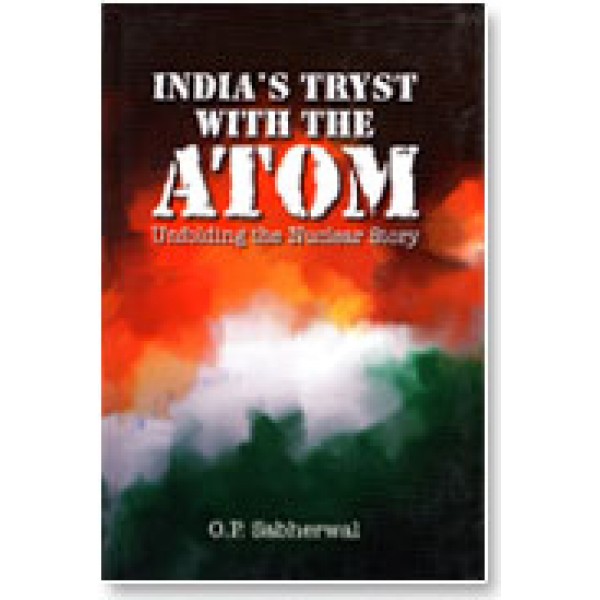 INDIA'S TRYST
WITH THE
ATOM
Unfolding the Nuclear Story
O.P. Sabherwal